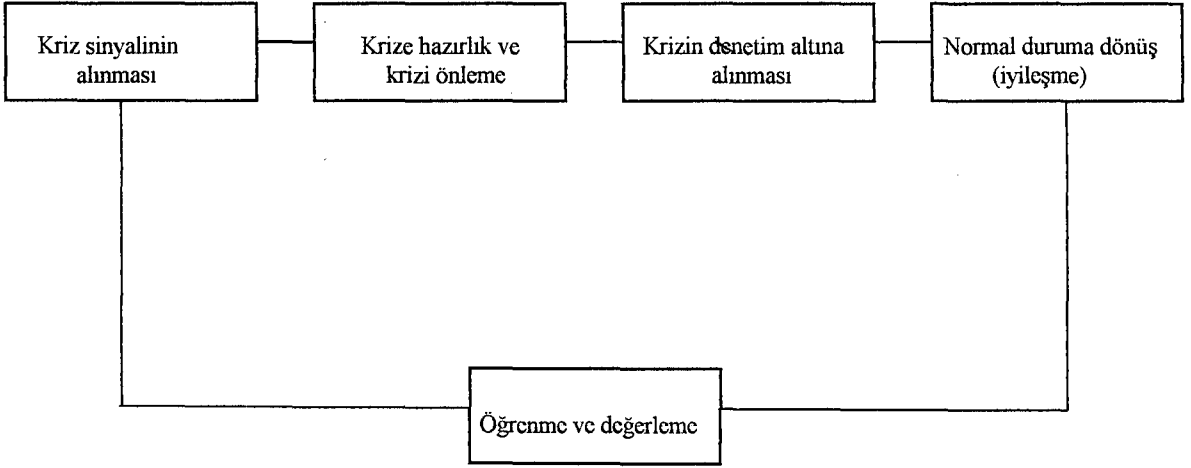 Kriz sinyalinin
alınması
Krize hazırlık ve
krizi önleme
Krizin denetim altına
alınması
Normal duruma dönüş
(iyileşme)
Öğrenme ve değerleme